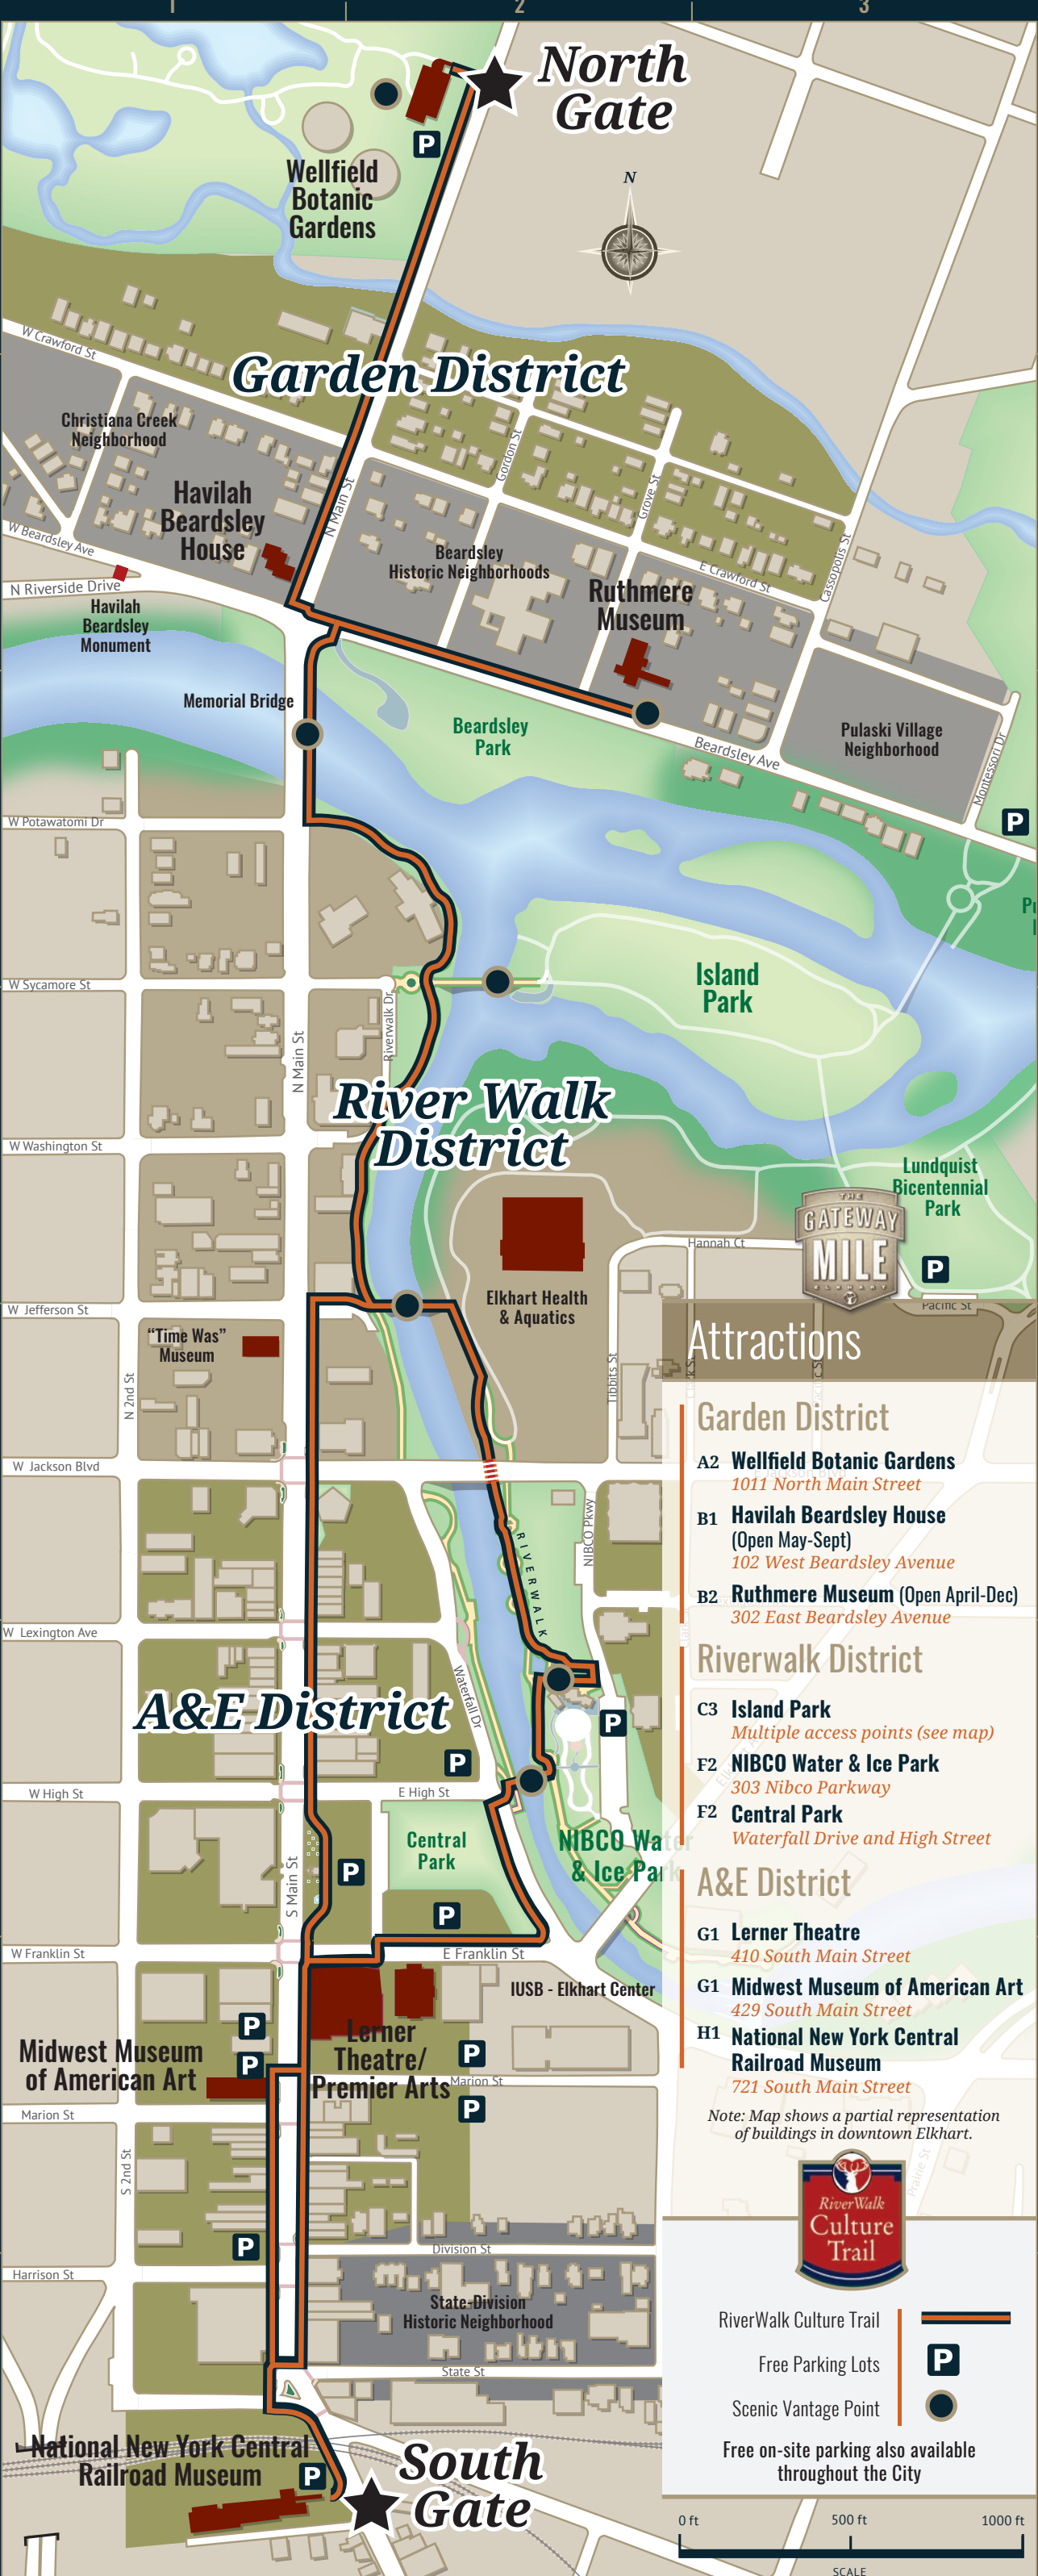 1
2
3
North
Gate
P
N
Wellfield
Botanic
Gardens
W Crawford St
Garden District
Christiana Creek
Neighborhood
Gordon St
Grove St
N Main St
Havilah
Beardsley
House
W Beardsley Ave
Beardsley
Historic Neighborhoods
E Crawford St
Cassopolis St
N Riverside Drive
Ruthmere
Museum
Havilah
Beardsley
Monument
Memorial Bridge
Beardsley
Park
Pulaski Village
Neighborhood
Beardsley Ave
Montessori Dr
W Potawatomi Dr
P
W Sycamore St
Island
Park
Riverwalk Dr
N Main St
River Walk
District
W Washington St
Lundquist
Bicentennial
Park
THE
GATEWAY
MILE
Hannah Ct
P
Elkhart Health
& Aquatics
W Jefferson St
Pacific St
"Time Was"
Museum
Tibbits St
N 2nd St
W Jackson Blvd
NIBCO Pkwy
RIVERWALK
W Lexington Ave
Waterfall Dr
A&E District
P
P
W High St
E High St
Central
Park
NIBCO Water
& Ice Park
P
S Main St
P
W Franklin St
E Franklin St
IUSB - Elkhart Center
P
Lerner
Theatre/
Premier Arts
P
Midwest Museum
of American Art
P
Marion St
P
Marion St
S 2nd St
P
Division St
Harrison St
State-Division
Historic Neighborhood
State St
National New York Central
Railroad Museum
P
South
Gate
Attractions
Garden District
A2 Wellfield Botanic Gardens
1011 North Main Street
B1 Havilah Beardsley House
(Open May-Sept)
102 West Beardsley Avenue
B2 Ruthmere Museum (Open April-Dec)
302 East Beardsley Avenue
Riverwalk District
C3 Island Park
Multiple access points (see map)
F2 NIBCO Water & Ice Park
303 Nibco Parkway
F2 Central Park
Waterfall Drive and High Street
A&E District
G1 Lerner Theatre
410 South Main Street
G1 Midwest Museum of American Art
429 South Main Street
H1 National New York Central
Railroad Museum
721 South Main Street
Note: Map shows a partial representation
of buildings in downtown Elkhart.
Prairie St
RiverWalk
Culture
Trail
RiverWalk Culture Trail
Free Parking Lots P
Scenic Vantage Point
Free on-site parking also available
throughout the City
0 ft 500 ft 1000 ft
SCALE